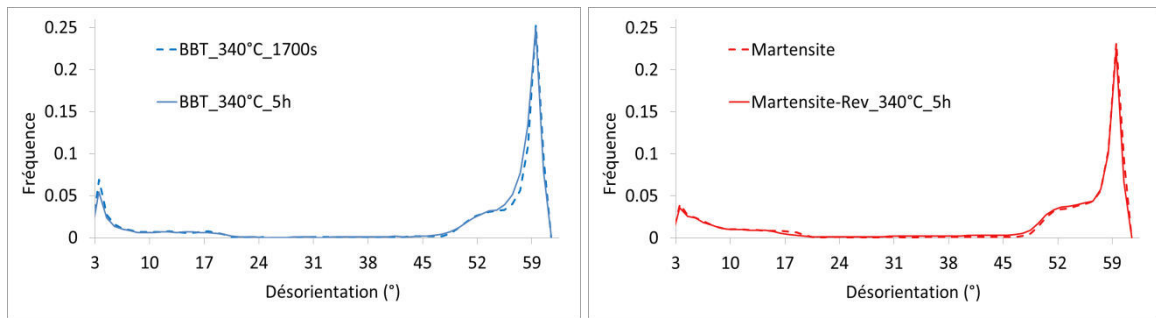 0.25
0.2
0.15
0.1
0.05
0
Fréquence
BBT_340°C_1700s
BBT_340°C_5h
3 10 17 24 31 38 45 52 59
Désorientation (°)
0.25
0.2
0.15
0.1
0.05
0
Fréquence
Martensite
Martensite-Rev_340°C_5h
3 10 17 24 31 38 45 52 59
Désorientation (°)